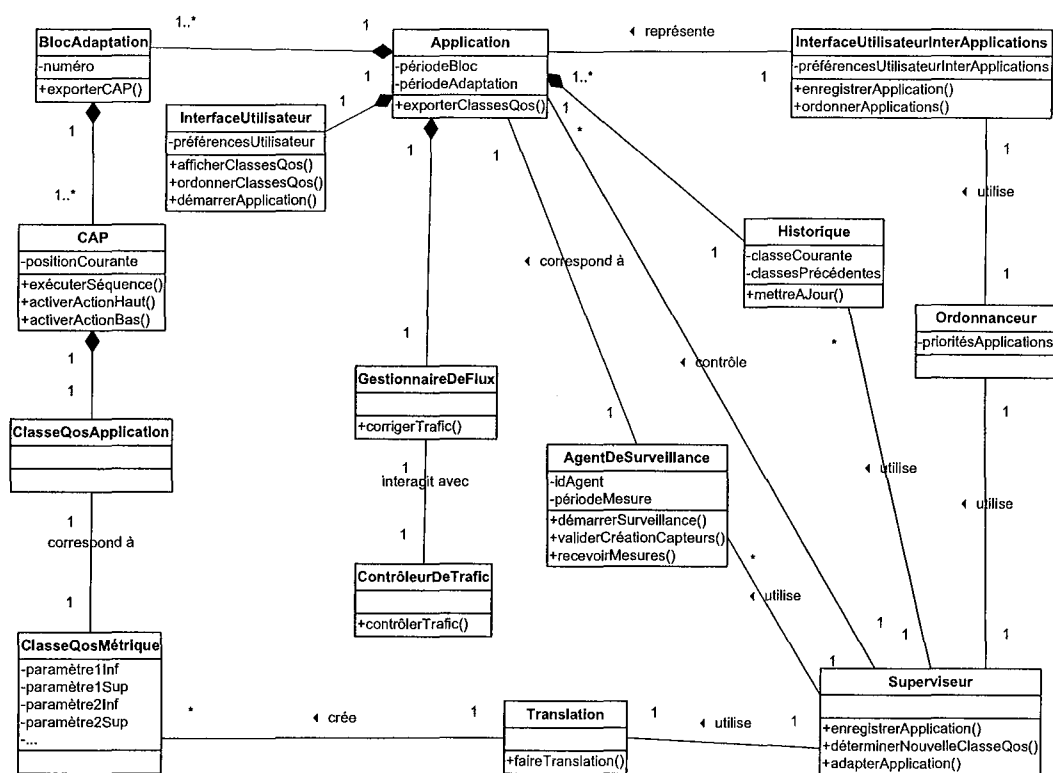 1..*
1
représente
BlocAdaptation
-numéro
+exporterCAP()
Application
-périodeBloc
-périodeAdaptation
+exporterClassesQos()
InterfaceUtilisateurInterApplications
-préférencesUtilisateurInterApplications
+enregistrerApplication()
+ordonnerApplications()
1
1
1..*
1
1
*
InterfaceUtilisateur
-préférencesUtilisateur
+afficherClassesQos()
+ordonnerClassesQos()
+démarrerApplication()
1
1
1
1
utilise
1..*
CAP
-positionCourante
+exécuterSéquence()
+activerActionHaut()
+activerActionBas()
Historique
-classeCourante
-classesPrécédentes
+mettreAJour()
1
correspond à
1
Ordonnanceur
-prioritésApplications
1
1
*
contrôle
1
GestionnaireDeFlux
+corrigerTrafic()
1
1
ClasseQosApplication
AgentDeSurveillance
-idAgent
-périodeMesure
+démarrerSurveillance()
+validerCréationCapteurs()
+recevoirMesures()
1
interagit avec
1
utilise
utilise
1
correspond à
1
ContrôleurDeTrafic
+contrôlerTrafic()
*
utilise
1
ClasseQosMétrique
-paramètre1Inf
-paramètre1Sup
-paramètre2Inf
-paramètre2Sup
-...
1
1
1
1
Superviseur
+enregistrerApplication()
+déterminerNouvelleClasseQos()
+adapterApplication()
*
crée
1
Translation
+faireTranslation()
1
utilise
1